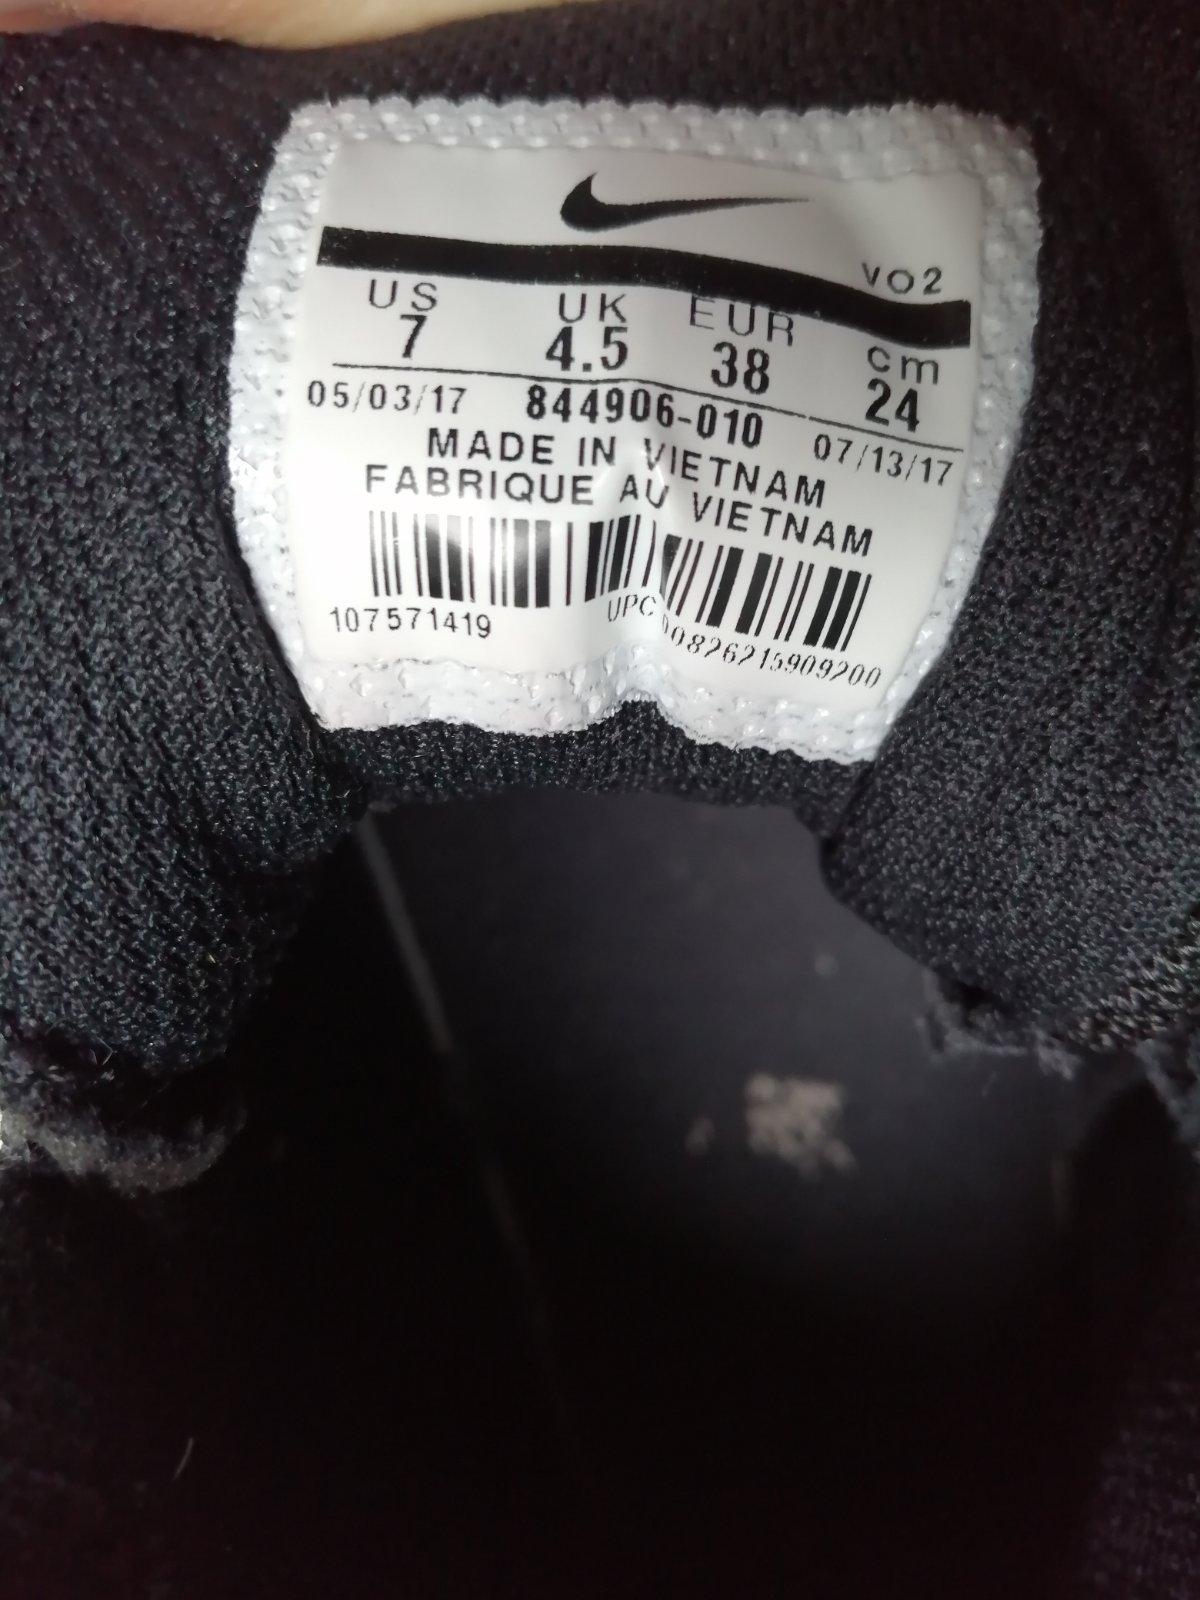 VO2
US UK EUR cm
7 4.5 38 24
05/03/17 844906-010 07/13/17
MADE IN VIETNAM
FABRIQUE AU VIETNAM
107571419 UPC 00826215909200